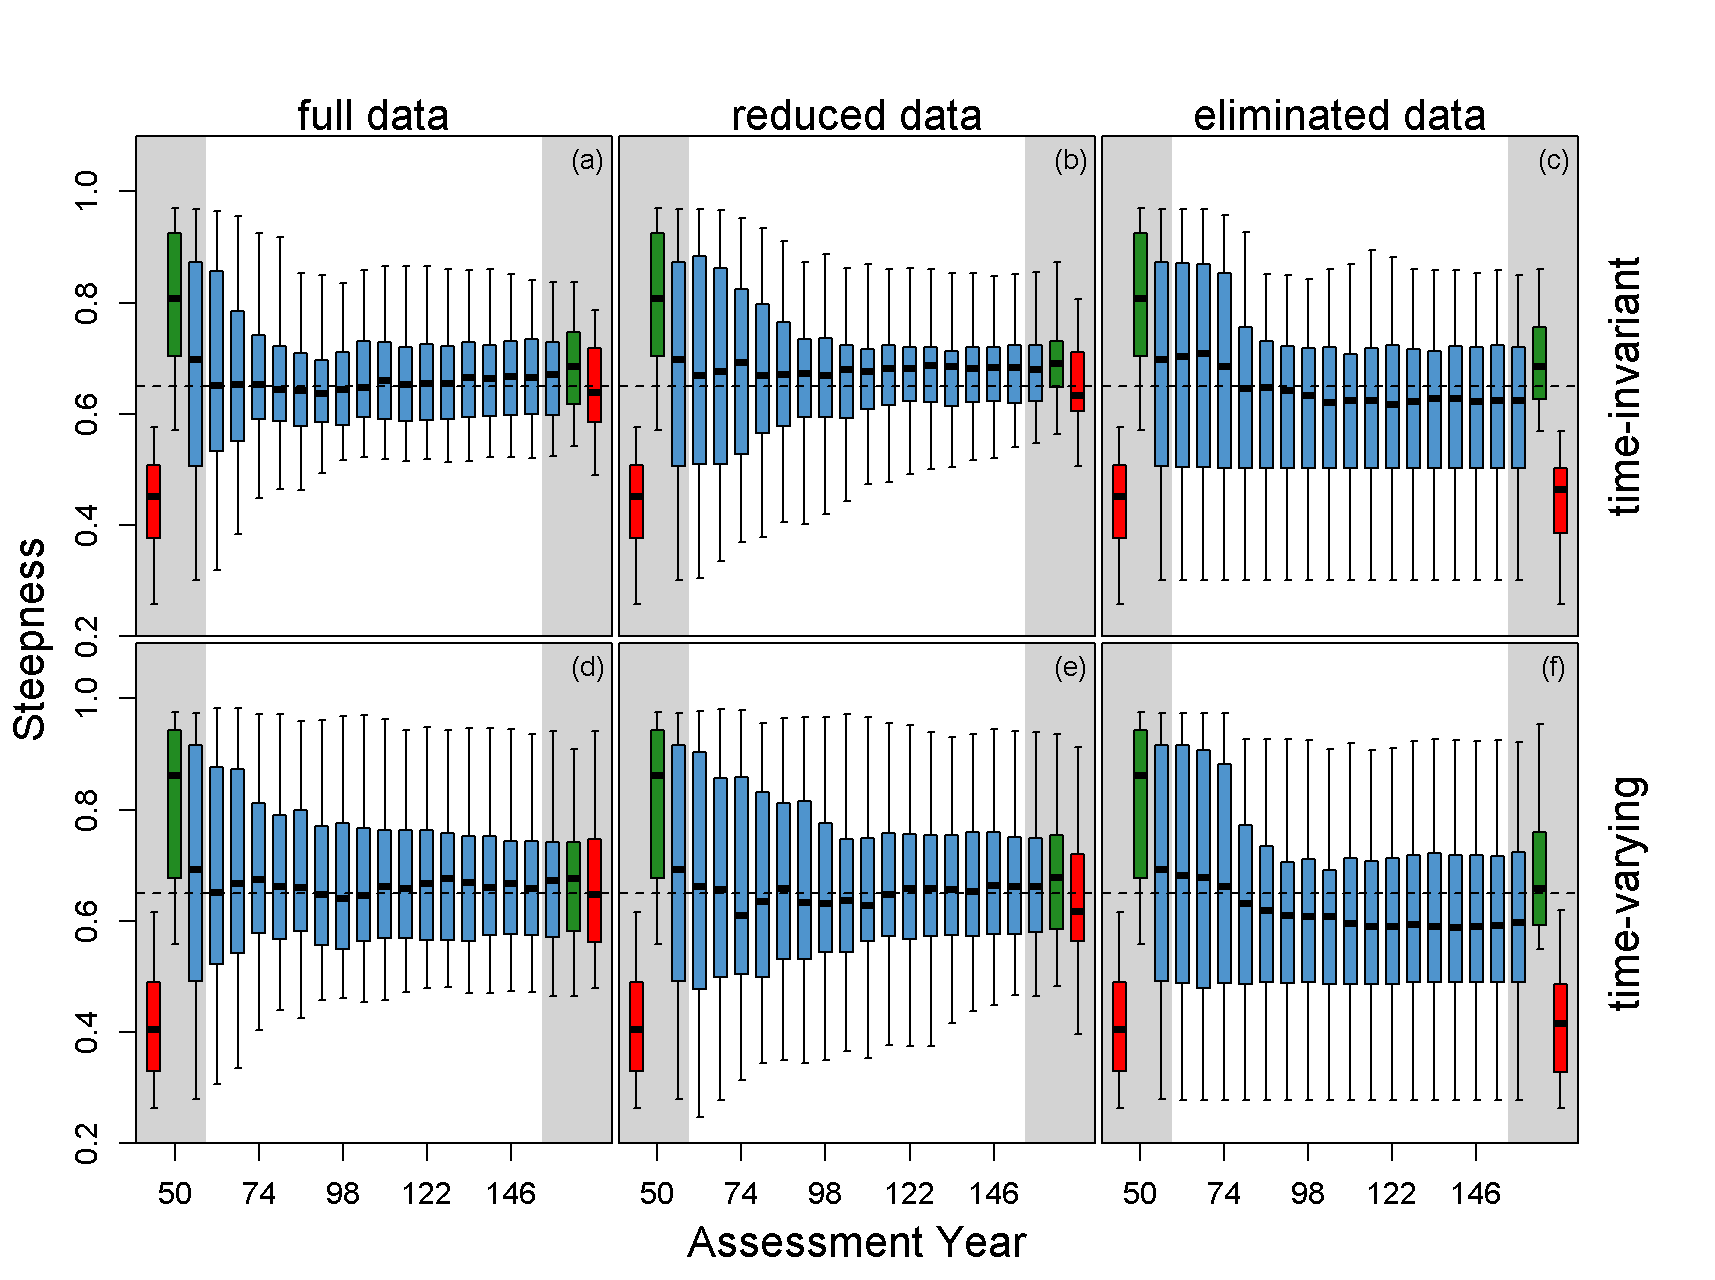 full data reduced data eliminated data
(a) (b) (c)
1.0
0.8
0.6
0.4
0.2
time-invariant
Steepness
(d) (e) (f)
1.0
0.8
0.6
0.4
0.2
time-varying
50 74 98 122 146 50 74 98 122 146 50 74 98 122 146
Assessment Year